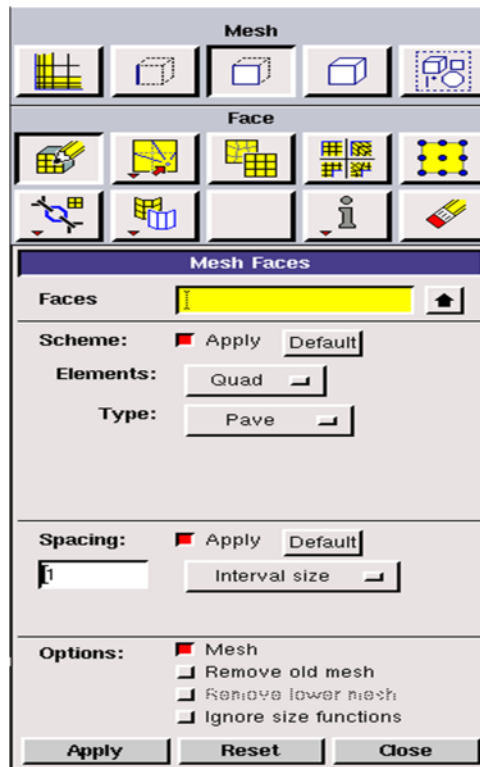 Mesh
Face
Mesh Faces
Faces
Scheme: Apply Default
Elements: Quad
Type: Pave
Spacing: Apply Default
1 Interval size
Options: Mesh
Remove old mesh
Remove lower mesh
Ignore size functions
Apply Reset Close